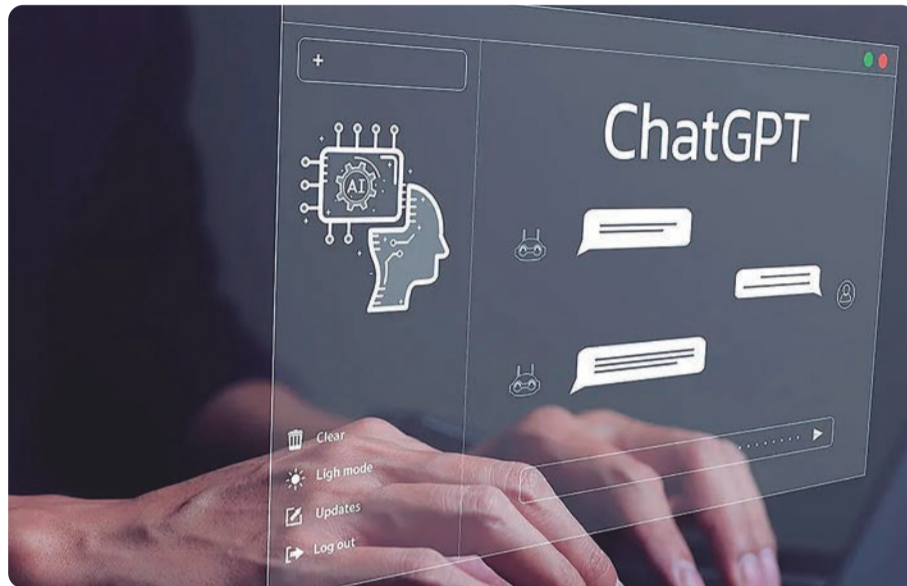 +
AI
ChatGPT
Clear
Ligh mode
Updates
Log out